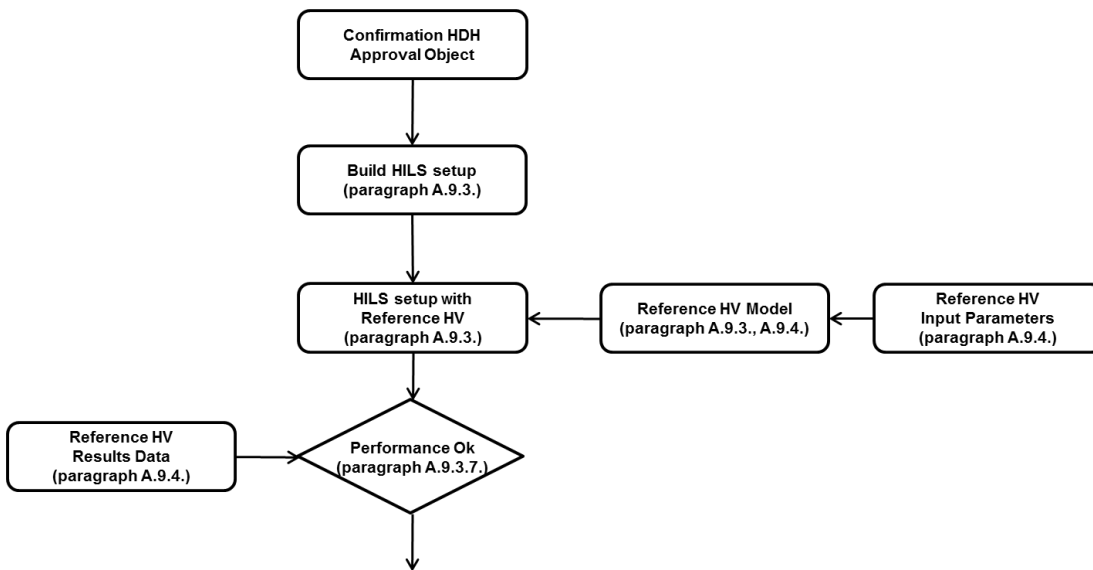 Confirmation HDH
Approval Object
Build HILS setup
(paragraph A.9.3.)
HILS setup with
Reference HV
(paragraph A.9.3.)
Reference HV Model
(paragraph A.9.3., A.9.4.)
Reference HV
Input Parameters
(paragraph A.9.4.)
Reference HV
Results Data
(paragraph A.9.4.)
Performance Ok
(paragraph A.9.3.7.)